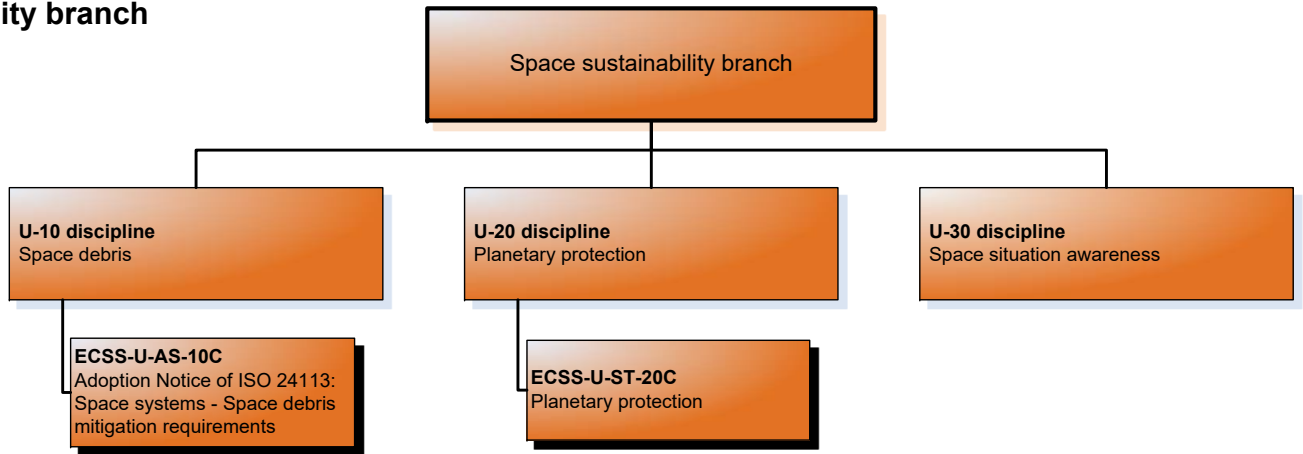 ity branch
Space sustainability branch
U-10 discipline
Space debris
U-20 discipline
Planetary protection
U-30 discipline
Space situation awareness
ECSS-U-AS-10C
Adoption Notice of ISO 24113:
Space systems - Space debris
mitigation requirements
ECSS-U-ST-20C
Planetary protection